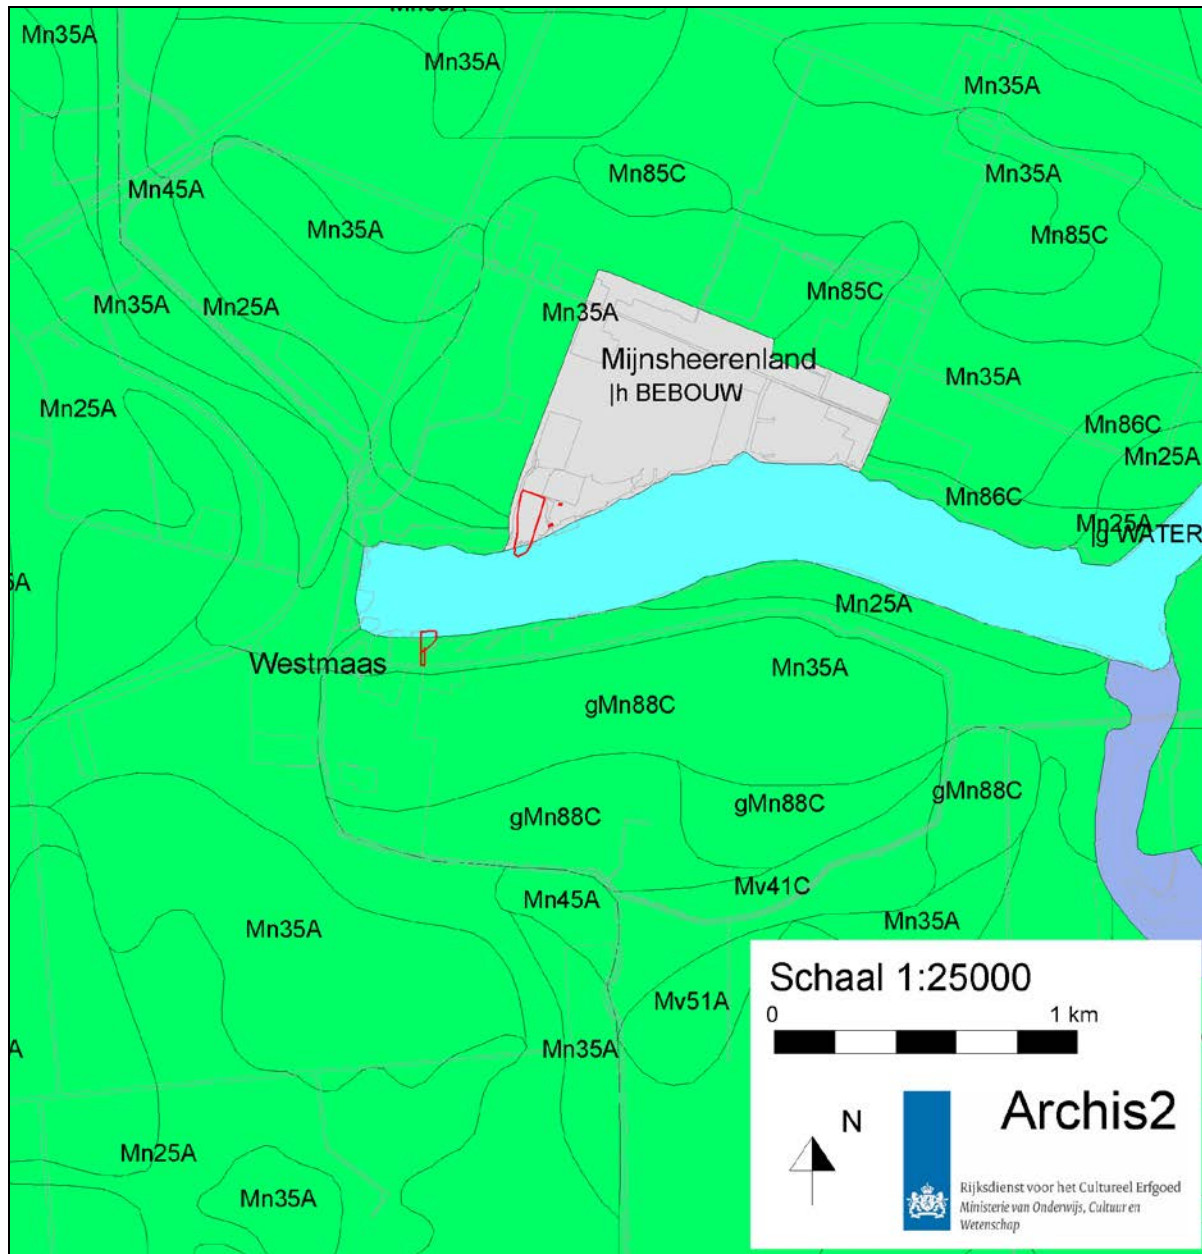 Mn35A
Mn35A
Mn35A
Mn45A
Mn85C
Mn35A
Mn35A
Mn85C
Mn35A
Mn25A
Mn85C
Mn35A
Mijnsheerenland
|h BEBOUW
Mn35A
Mn25A
Mn86C
Mn25A
Mn86C
Mn25A
|g WATER
Mn25A
Westmaas
Mn35A
gMn88C
gMn88C
gMn88C
gMn88C
Mv41C
Mn45A
Mn35A
Mn35A
Mv51A
Mn35A
Mn25A
Mn35A
Schaal 1:25000
0 1 km
N
Archis2
Rijksdienst voor het Cultureel Erfgoed
Ministerie van Onderwijs, Cultuur en
Wetenschap